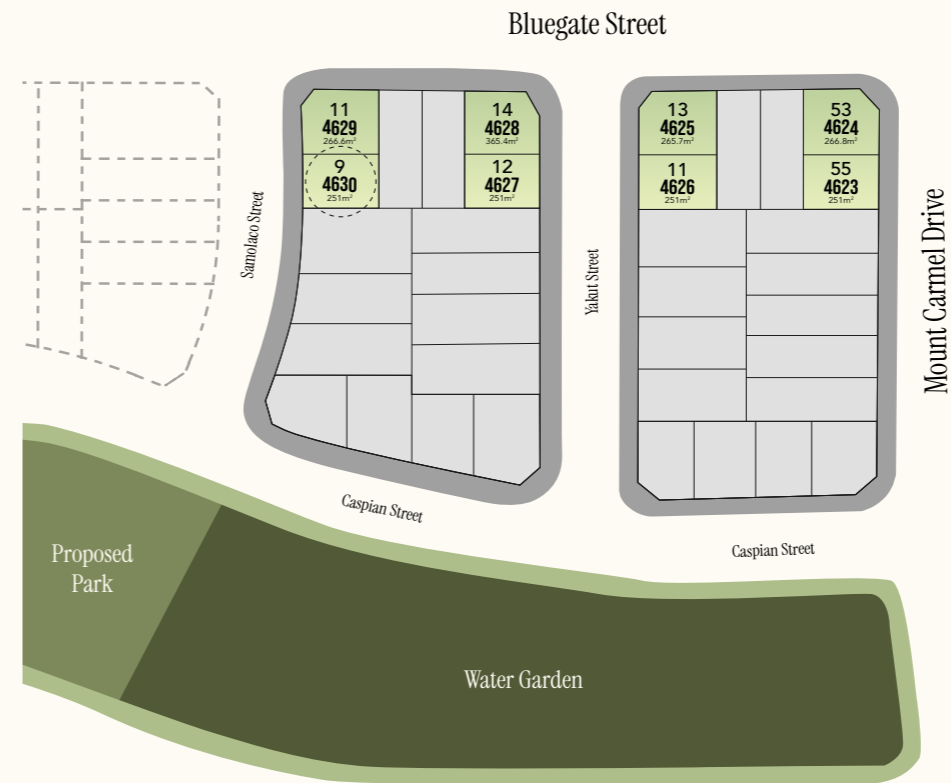 Bluegate Street
11
4629
266.6m²
9
4630
251m²
14
4628
365.4m²
12
4627
251m²
13
4625
265.7m²
11
4626
251m²
53
4624
266.8m²
55
4623
251m²
Samolaco Street
Yakut Street
Mount Carmel Drive
Caspian Street
Caspian Street
Proposed
Park
Water Garden